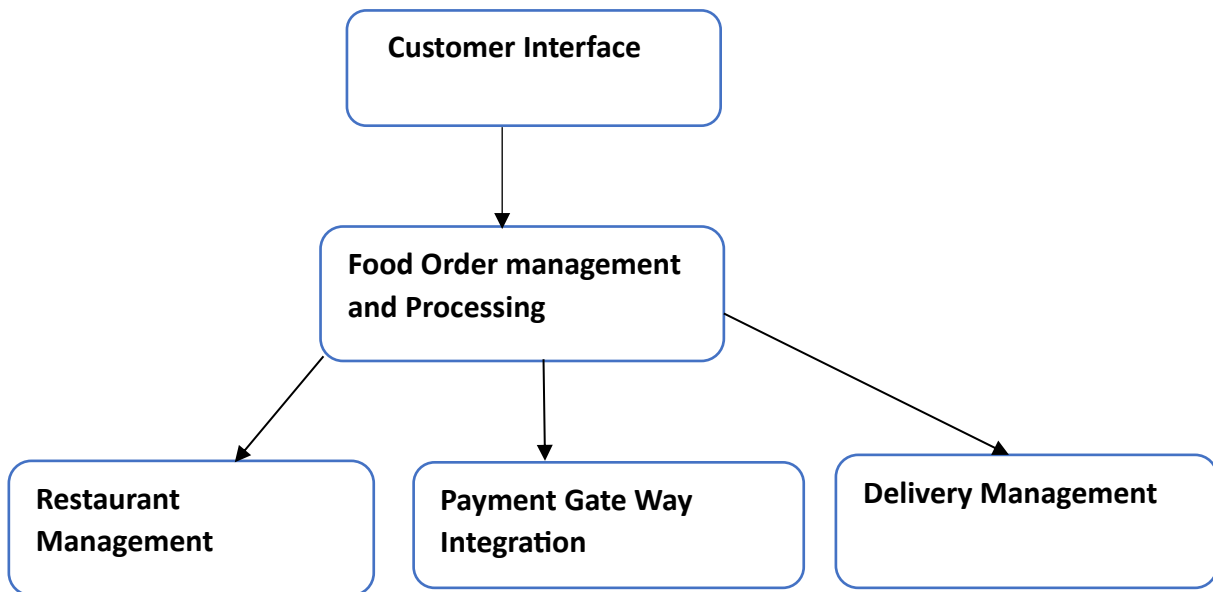 Customer Interface
Food Order management
and Processing
Restaurant
Management
Payment Gate Way
Integration
Delivery Management